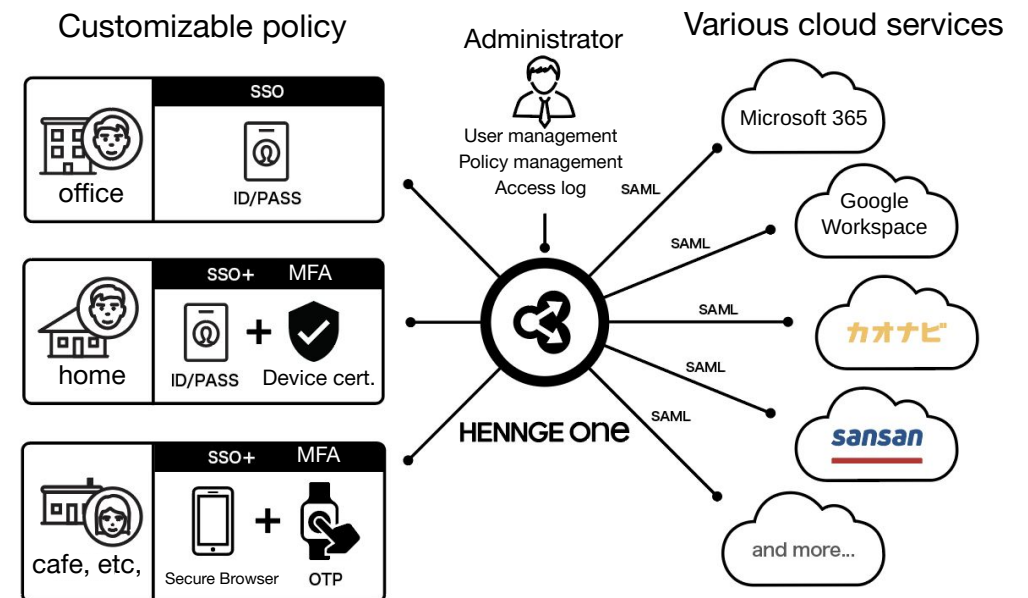 Customizable policy
Administrator
Various cloud services
SSO
ID/PASS
office
SSO+ MFA
ID/PASS
Device cert.
home
SSO+ MFA
Secure Browser
OTP
cafe, etc,
User management
Policy management
Access log
HENNGE one
SAML
SAML
SAML
SAML
SAML
Microsoft 365
Google
Workspace
カオナビ
sansan
and more...